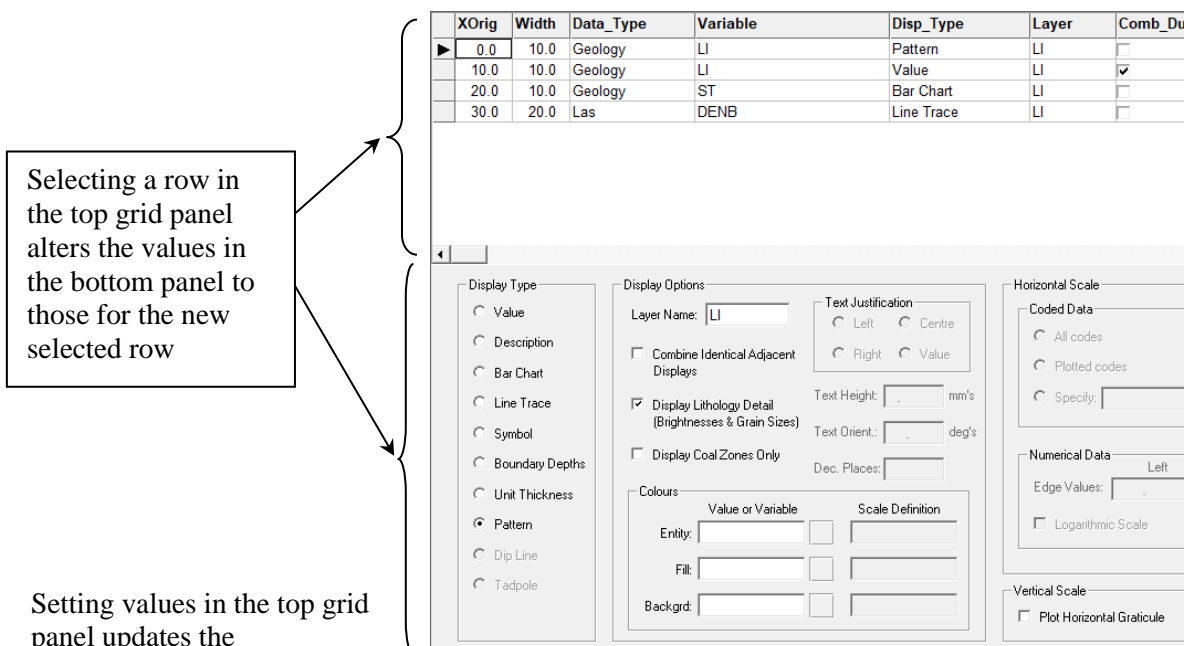 XOrig Width Data_Type Variable Disp_Type Layer Comb_Du
0.0 10.0 Geology LI Pattern LI
10.0 10.0 Geology LI Value LI
20.0 10.0 Geology ST Bar Chart LI
30.0 20.0 Las DENB Line Trace LI
Selecting a row in
the top grid panel
alters the values in
the bottom panel to
those for the new
selected row
Display Type
Value
Description
Bar Chart
Line Trace
Symbol
Boundary Depths
Unit Thickness
Pattern
Dip Line
Tadpole
Display Options
Layer Name: LI
Combine Identical Adjacent
Displays
Display Lithology Detail
(Brightnesses & Grain Sizes)
Display Coal Zones Only
Text Justification
Left Centre
Right Value
Text Height: . mm's
Text Orient.: . deg's
Dec. Places:
Colours
Value or Variable Scale Definition
Entity:
Fill:
Backgrd:
Horizontal Scale
Coded Data
All codes
Plotted codes
Specify:
Numerical Data
Left
Edge Values: .
Logarithmic Scale
Vertical Scale
Plot Horizontal Graticule
Setting values in the top grid
panel updates the